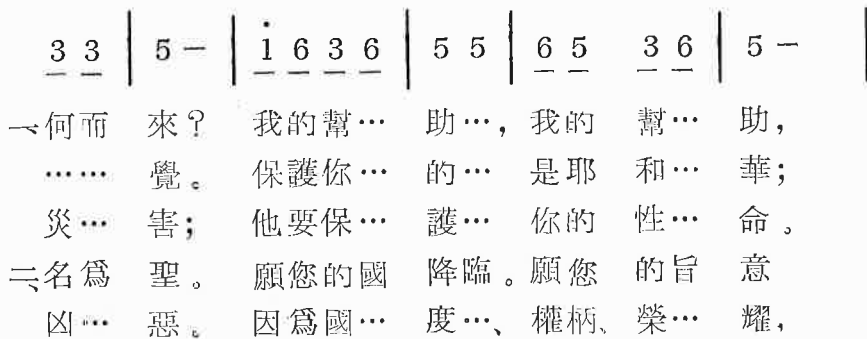 3 3 | 5 － | i 6 3 6 | 5 5 | 6 5 3 6 | 5 － |
一、何而 來？ 我的幫… 助…， 我的 幫… 助，
…… 覺。 保護你… 的… 是耶 和… 華；
災… 害； 他要保… 護… 你的 性… 命。
二、名爲 聖。 願您的國 降臨。願您 的旨 意
凶… 惡。 因爲國… 度…、 權柄、 榮… 耀，